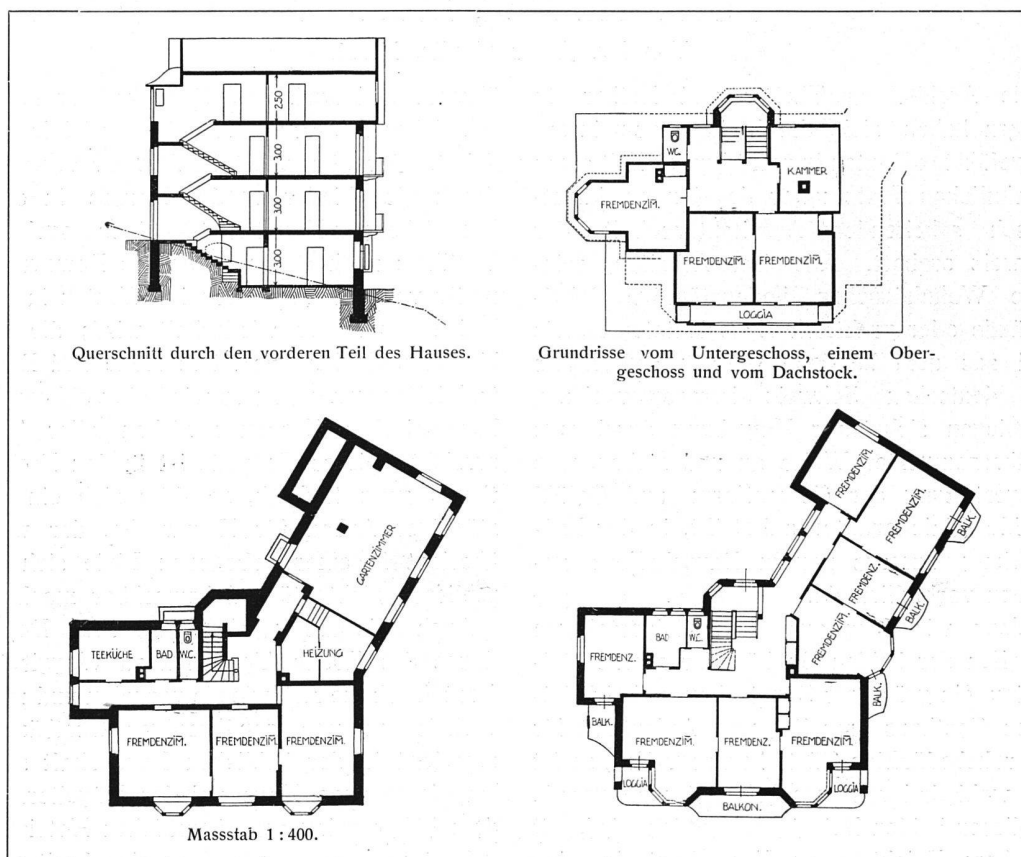 2.50
3.00
3.00
3.00
Querschnitt durch den vorderen Teil des Hauses.
W.C.
KAMMER
FREMDENZIM.
FREMDENZIM.
FREMDENZIM.
LOGGIA
Grundrisse vom Untergeschoss, einem Ober-
geschoss und vom Dachstock.
GARTENZIMMER
HEIZUNG
TEEKÜCHE
BAD
W.C.
FREMDENZIM.
FREMDENZIM.
FREMDENZIM.
Massstab 1 : 400.
FREMDENZIM.
FREMDENZIM.
BALK.
FREMDENZ.
BALK.
FREMDENZIM.
BALK.
BAD
W.C.
FREMDENZ.
BALK.
FREMDENZIM.
FREMDENZ.
FREMDENZIM.
LOGGIA
LOGGIA
BALKON.